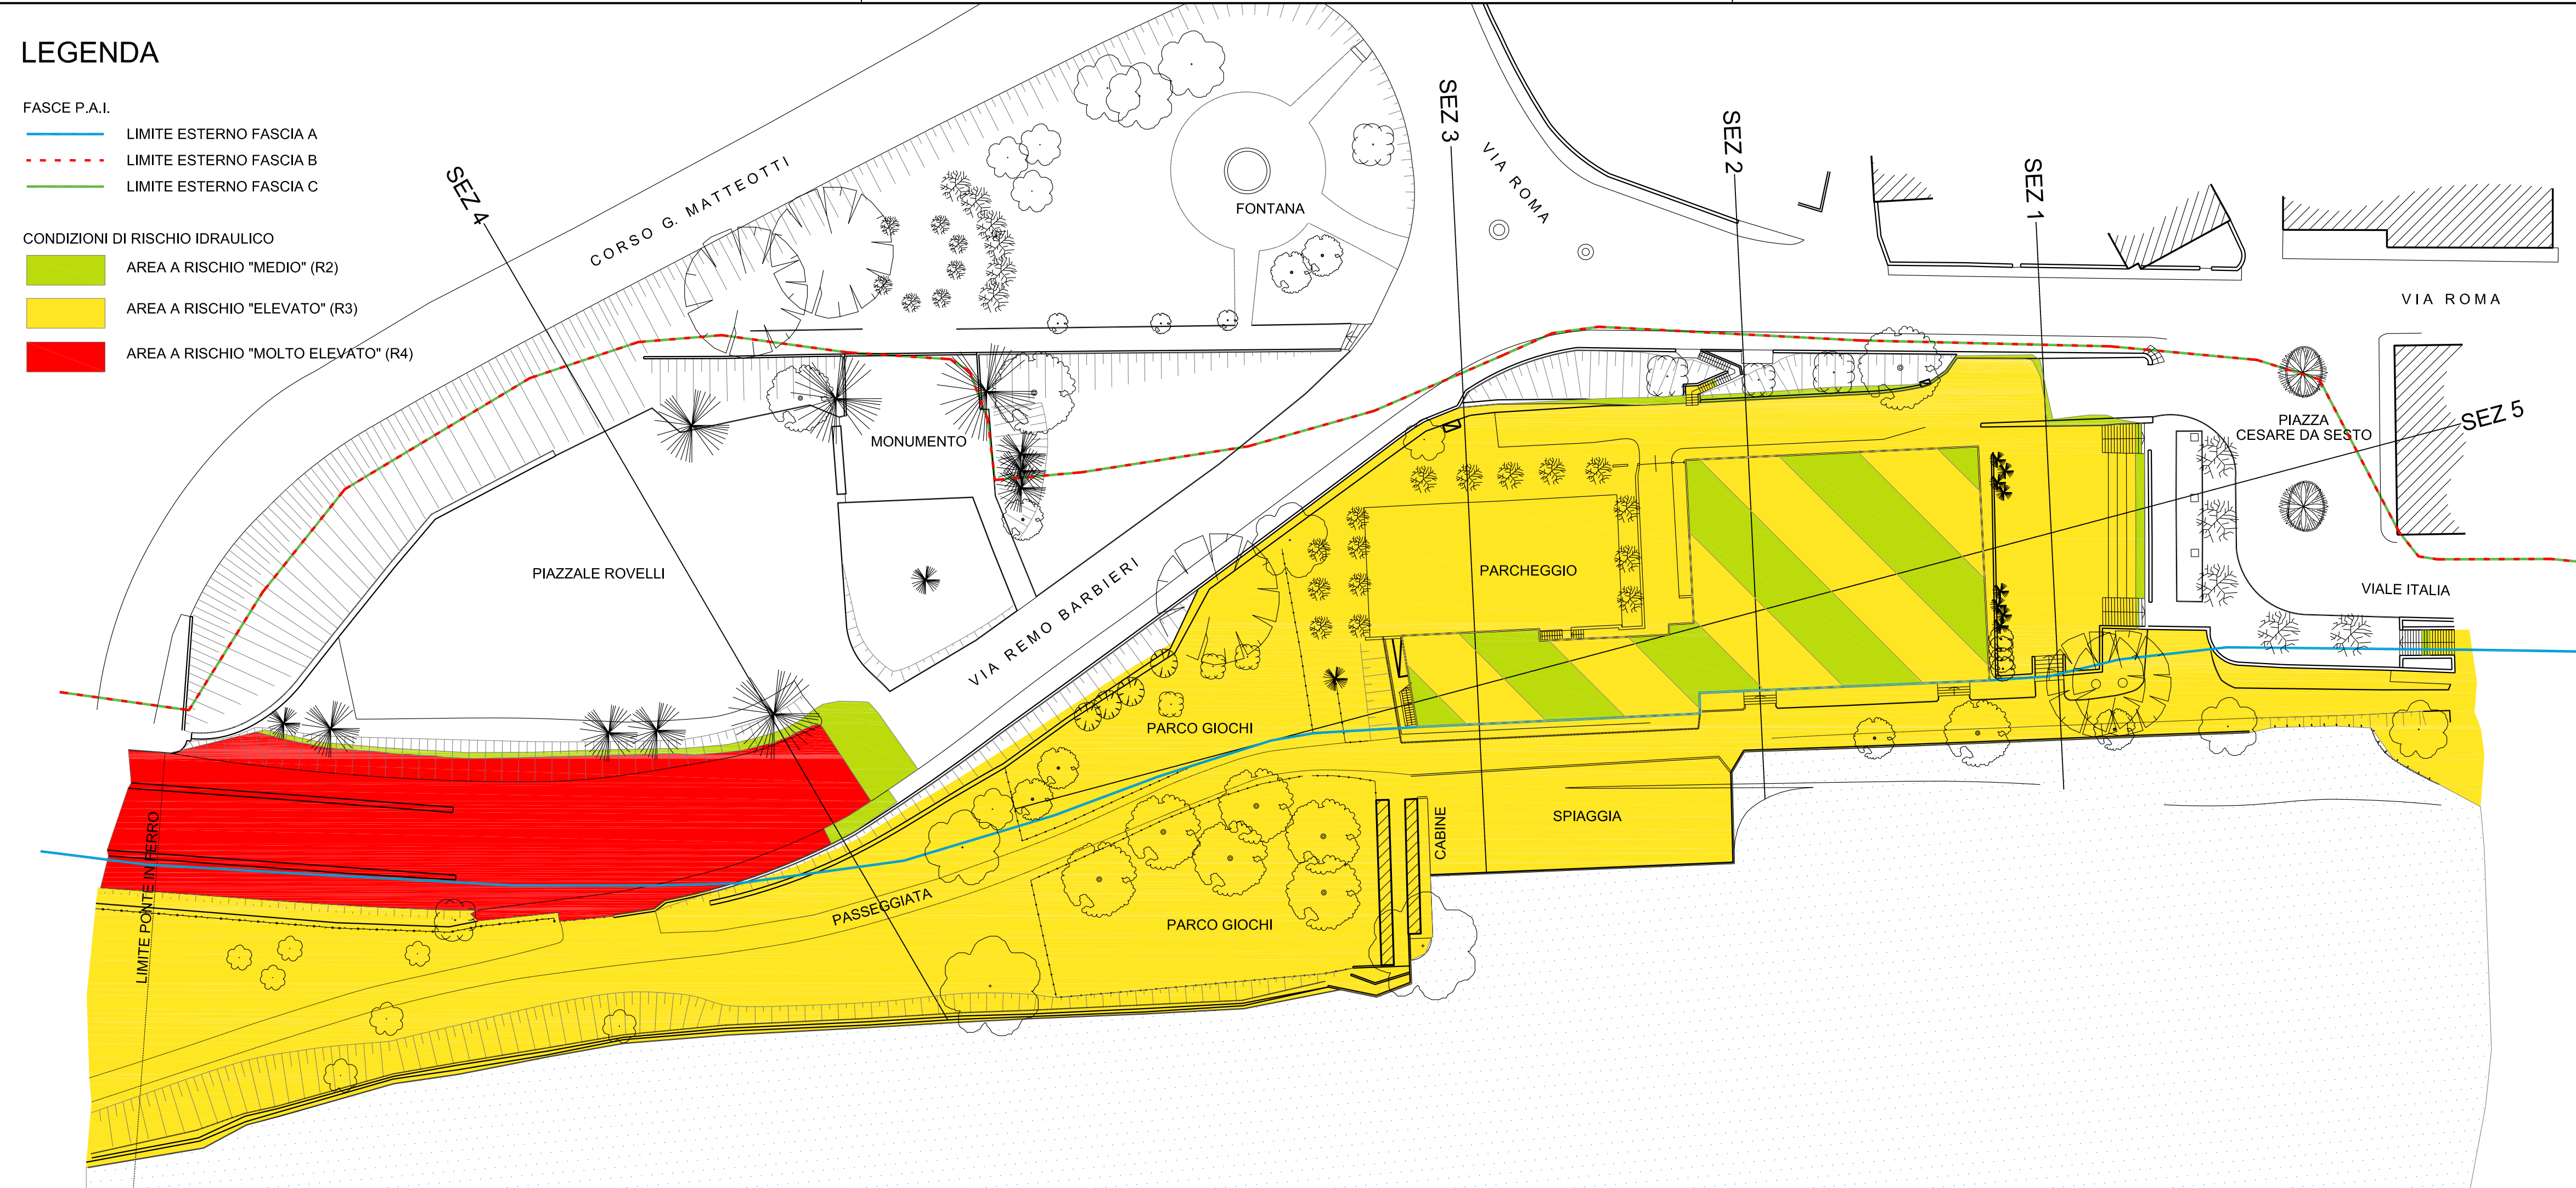 LEGENDA
FASCE P.A.I.
LIMITE ESTERNO FASCIA A
LIMITE ESTERNO FASCIA B
LIMITE ESTERNO FASCIA C
CONDIZIONI DI RISCHIO IDRAULICO
AREA A RISCHIO "MEDIO" (R2)
AREA A RISCHIO "ELEVATO" (R3)
AREA A RISCHIO "MOLTO ELEVATO" (R4)
SEZ 4
CORSO G. MATTEOTTI
FONTANA
SEZ 3
VIA ROMA
SEZ 2
SEZ 1
VIA ROMA
MONUMENTO
PIAZZA
CESARE DA SESTO
SEZ 5
PIAZZALE ROVELLI
VIA REMO BARBIERI
PARCHEGGIO
VIALE ITALIA
PARCO GIOCHI
LIMITE PONTE IN FERRO
CABINE
SPIAGGIA
PASSEGGIATA
PARCO GIOCHI